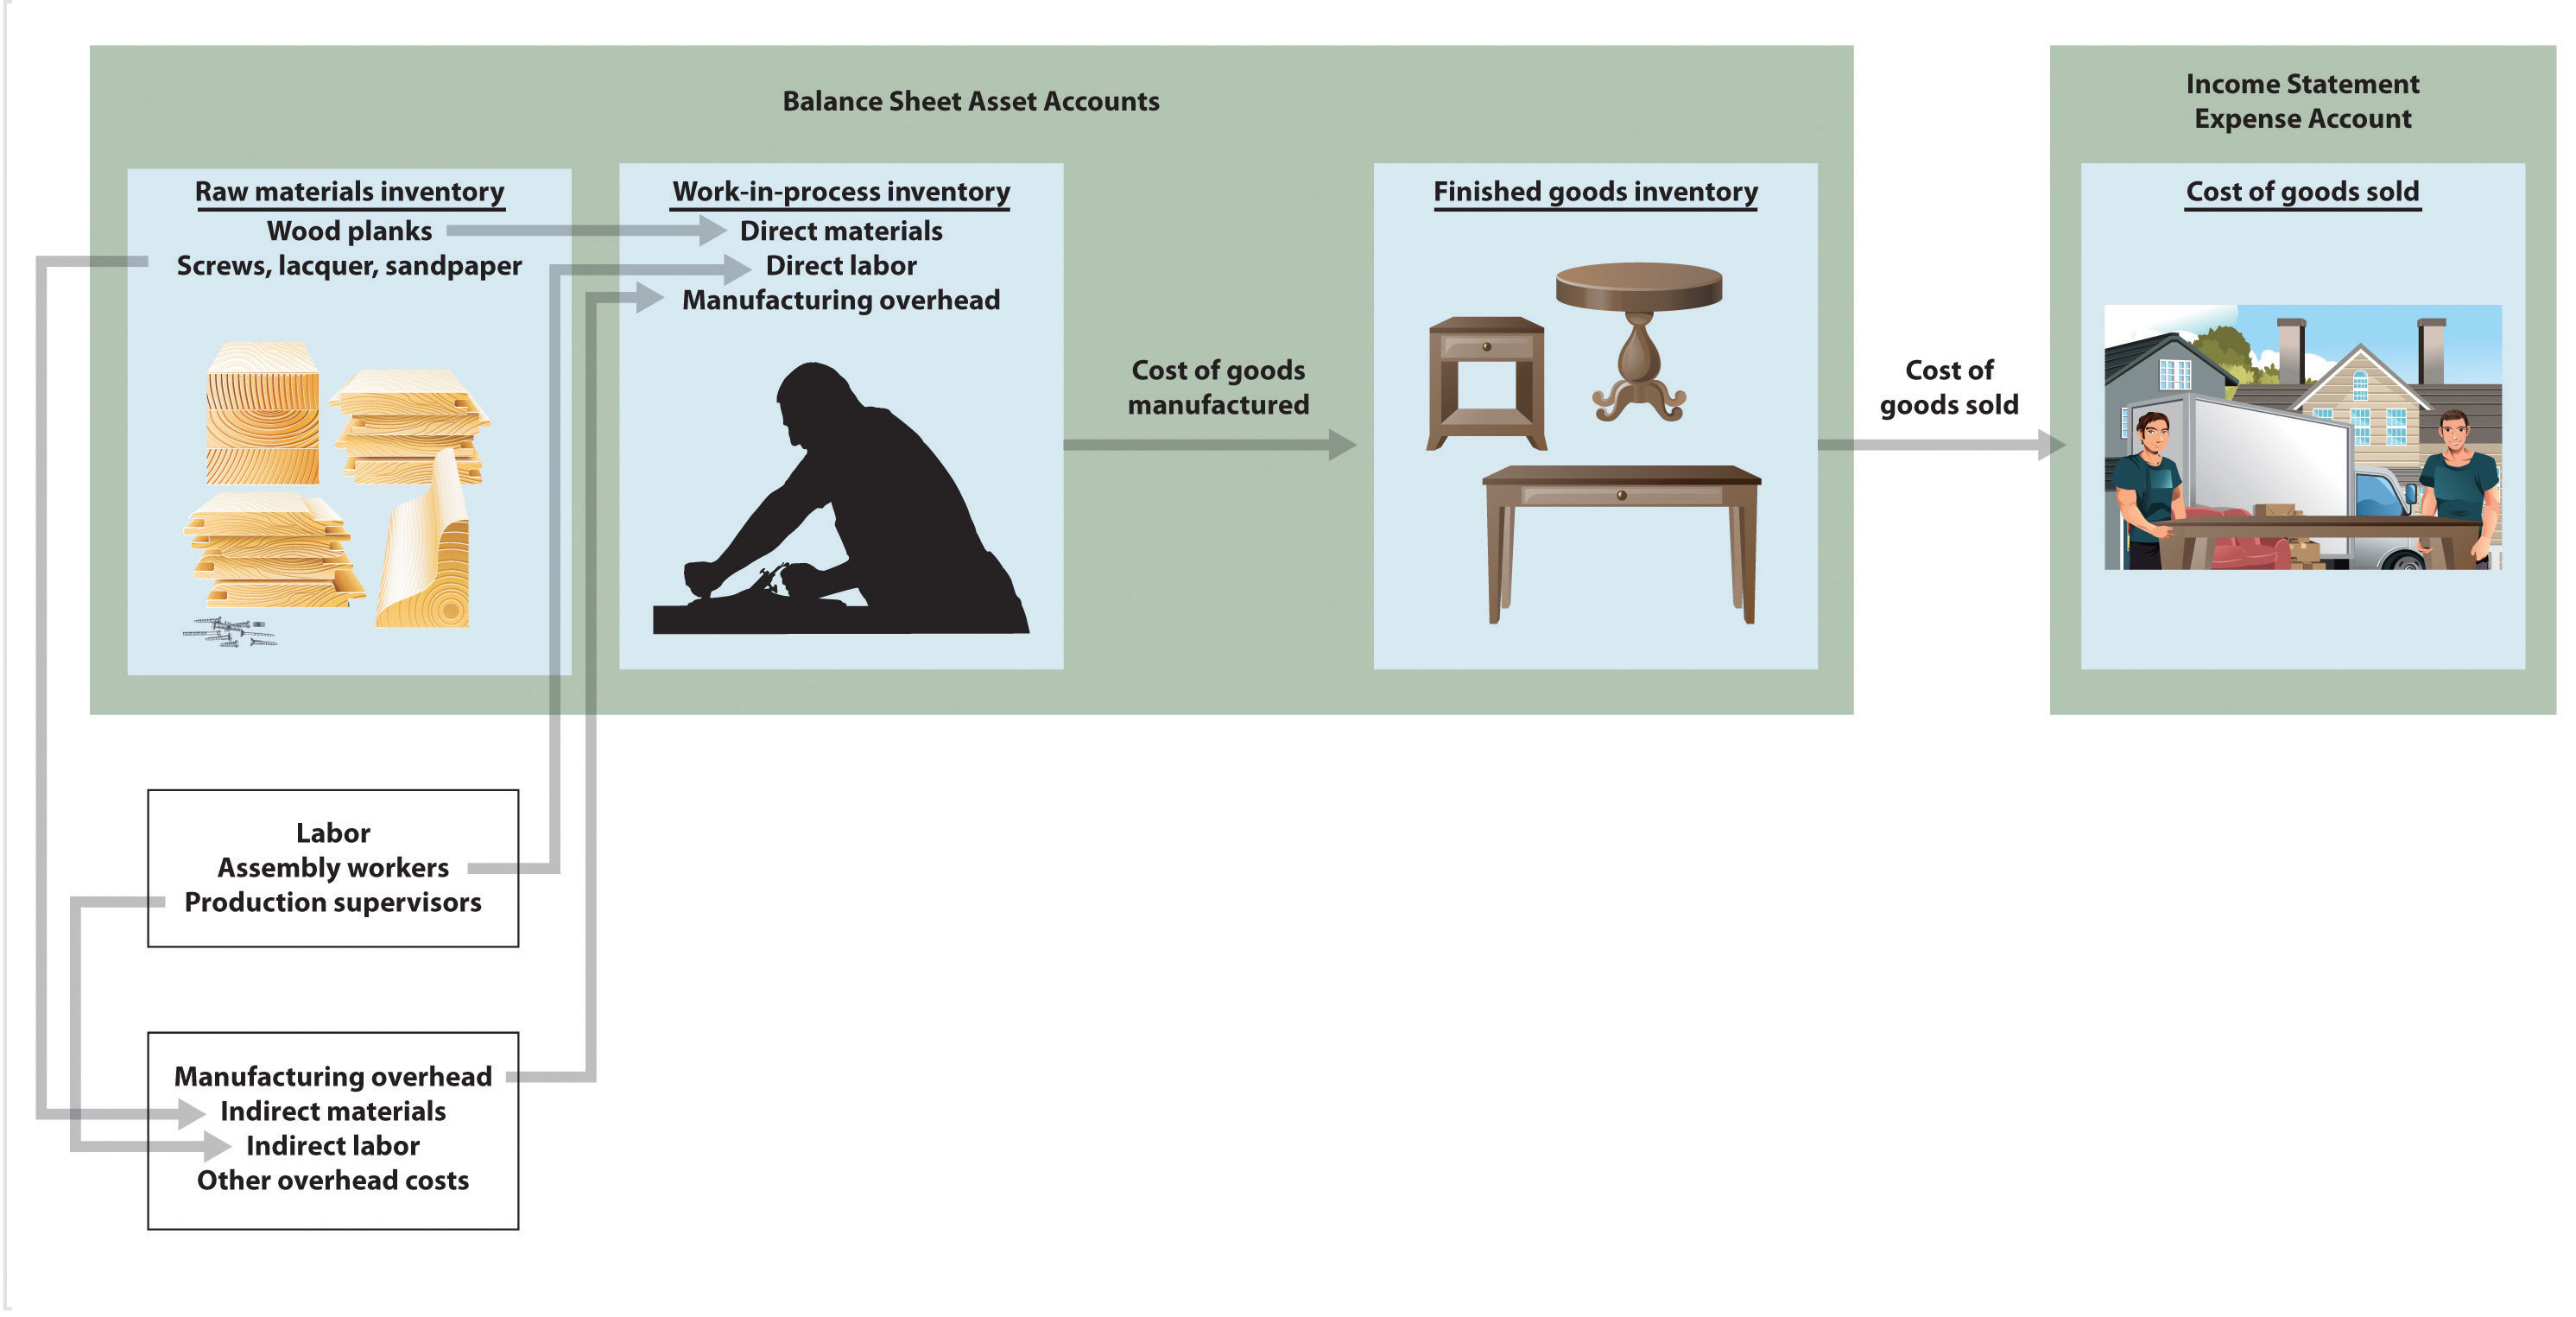 Balance Sheet Asset Accounts
Income Statement
Expense Account
Raw materials inventory
Wood planks
Screws, lacquer, sandpaper
Work-in-process inventory
Direct materials
Direct labor
Manufacturing overhead
Cost of goods
manufactured
Finished goods inventory
Cost of
goods sold
Cost of goods sold
Labor
Assembly workers
Production supervisors
Manufacturing overhead
Indirect materials
Indirect labor
Other overhead costs